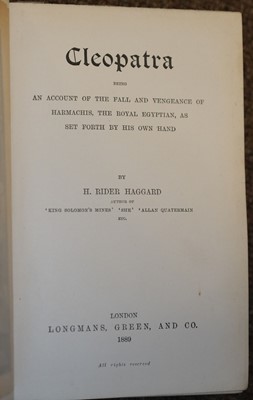 Cleopatra
BEING
AN ACCOUNT OF THE FALL AND VENGEANCE OF
HARMACHIS, THE ROYAL EGYPTIAN, AS
SET FORTH BY HIS OWN HAND
BY
H. RIDER HAGGARD
AUTHOR OF
'KING SOLOMON'S MINES' 'SHE' 'ALLAN QUATERMAIN'
ETC.
LONDON
LONGMANS, GREEN, AND CO.
1889
All rights reserved